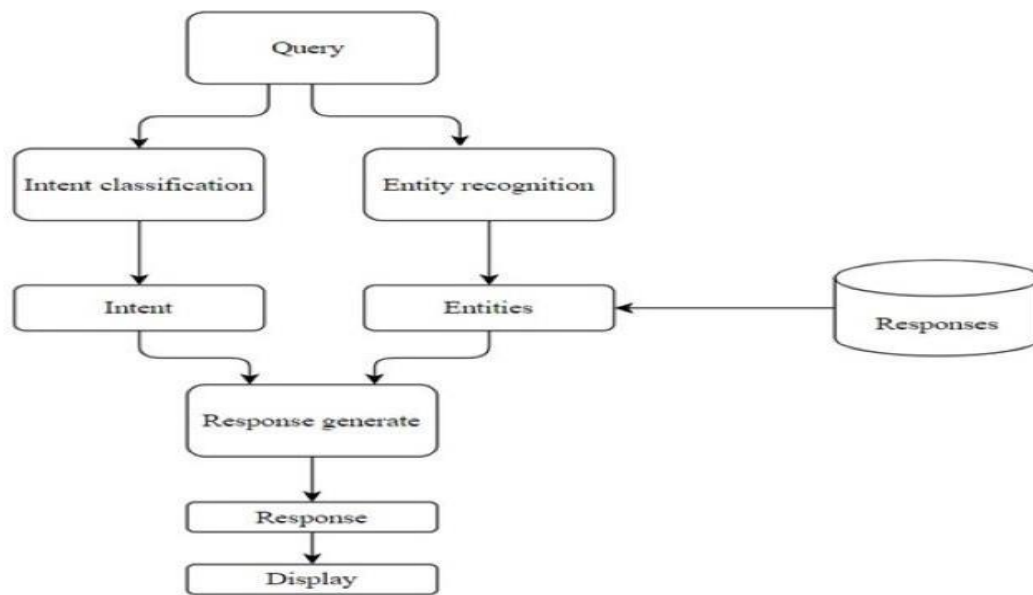 Query
Intent classification
Entity recognition
Intent
Entities
Responses
Response generate
Response
Display